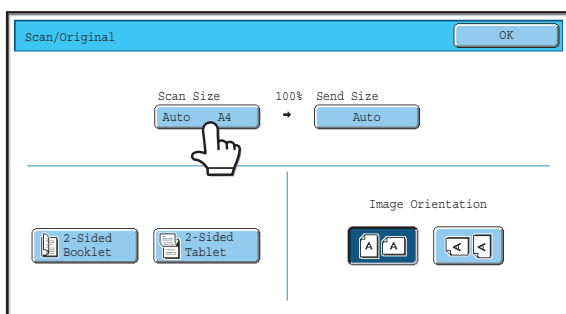 Scan/Original
OK
Scan Size
100%
Send Size
Auto A4
Auto
Image Orientation
2-Sided
Booklet
2-Sided
Tablet
A A
A A